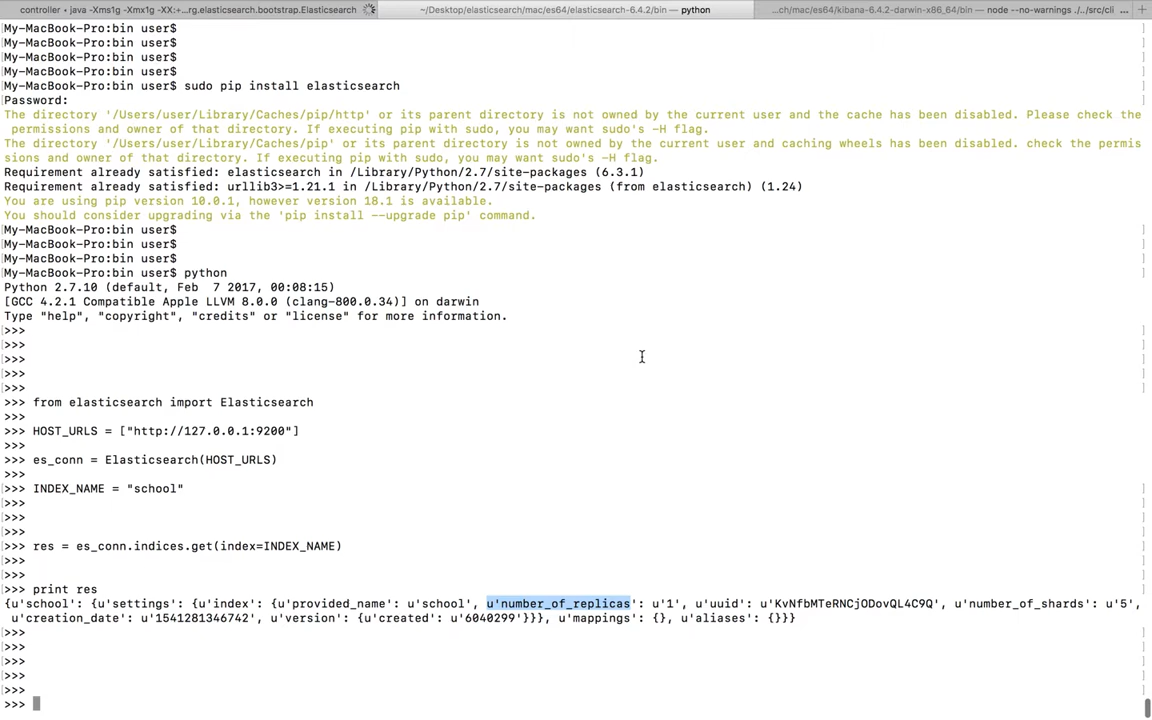 controller • java -Xms1g -Xmx1g -XX:+...rg.elasticsearch.bootstrap.Elasticsearch
~/Desktop/elasticsearch/mac/es64/elasticsearch-6.4.2/bin — python
...ch/mac/es64/kibana-6.4.2-darwin-x86_64/bin — node --no-warnings ./../src/cli ...
My-MacBook-Pro:bin user$
My-MacBook-Pro:bin user$
My-MacBook-Pro:bin user$
My-MacBook-Pro:bin user$
My-MacBook-Pro:bin user$ sudo pip install elasticsearch
Password:
The directory '/Users/user/Library/Caches/pip/http' or its parent directory is not owned by the current user and the cache has been disabled. Please check the
permissions and owner of that directory. If executing pip with sudo, you may want sudo's -H flag.
The directory '/Users/user/Library/Caches/pip' or its parent directory is not owned by the current user and caching wheels has been disabled. check the permis
sions and owner of that directory. If executing pip with sudo, you may want sudo's -H flag.
Requirement already satisfied: elasticsearch in /Library/Python/2.7/site-packages (6.3.1)
Requirement already satisfied: urllib3>=1.21.1 in /Library/Python/2.7/site-packages (from elasticsearch) (1.24)
You are using pip version 10.0.1, however version 18.1 is available.
You should consider upgrading via the 'pip install --upgrade pip' command.
My-MacBook-Pro:bin user$
My-MacBook-Pro:bin user$
My-MacBook-Pro:bin user$
My-MacBook-Pro:bin user$ python
Python 2.7.10 (default, Feb  7 2017, 00:08:15)
[GCC 4.2.1 Compatible Apple LLVM 8.0.0 (clang-800.0.34)] on darwin
Type "help", "copyright", "credits" or "license" for more information.
>>>
>>>
>>>
>>>
>>>
>>> from elasticsearch import Elasticsearch
>>>
>>> HOST_URLS = ["http://127.0.0.1:9200"]
>>>
>>> es_conn = Elasticsearch(HOST_URLS)
>>>
>>> INDEX_NAME = "school"
>>>
>>>
>>>
>>> res = es_conn.indices.get(index=INDEX_NAME)
>>>
>>>
>>> print res
{u'school': {u'settings': {u'index': {u'provided_name': u'school', u'number_of_replicas': u'1', u'uuid': u'KvNfbMTeRNCjODovQL4C9Q', u'number_of_shards': u'5',
u'creation_date': u'1541281346742', u'version': {u'created': u'6040299'}}}, u'mappings': {}, u'aliases': {}}}
>>>
>>>
>>>
>>>
>>>
>>>